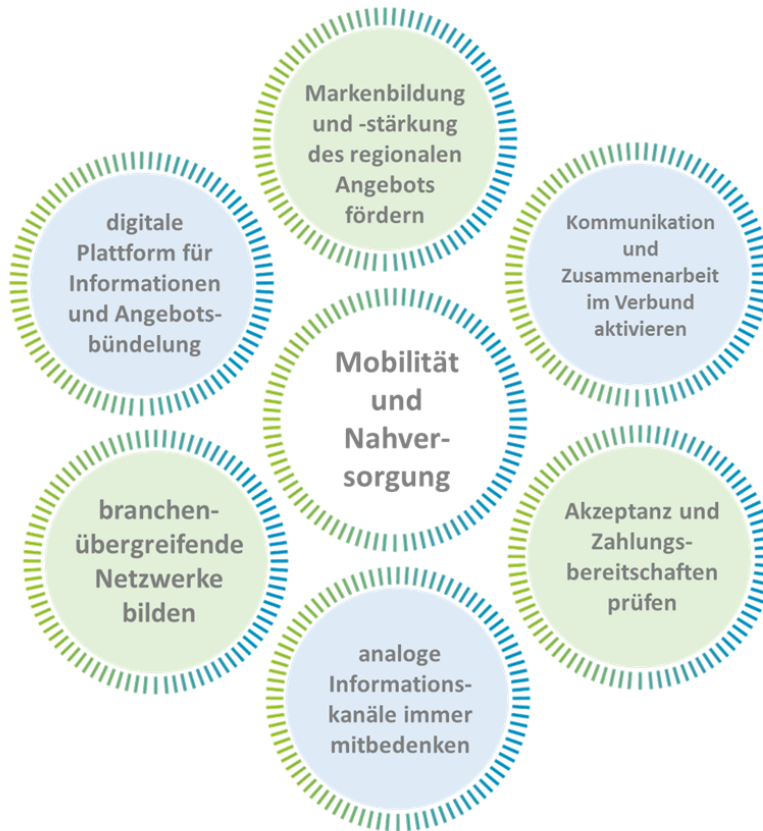 Markenbildung
und -stärkung
des regionalen
Angebots
fördern
digitale
Plattform für
Informationen
und Angebots-
bündelung
Kommunikation
und
Zusammenarbeit
im Verbund
aktivieren
Mobilität
und
Nahver-
sorgung
branchen-
übergreifende
Netzwerke
bilden
Akzeptanz und
Zahlungs-
bereitschaften
prüfen
analoge
Informations-
kanäle immer
mitbedenken